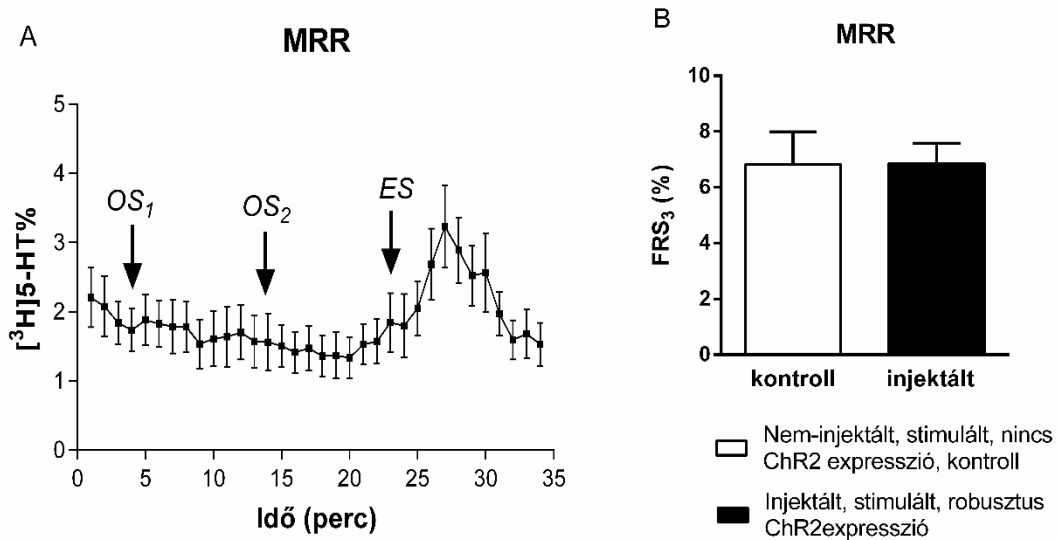 A
MRR
[³H]5-HT%
5
4
3
2
1
0
OS₁
OS₂
ES
0 5 10 15 20 25 30 35
Idő (perc)
B
MRR
FRS₃ (%)
10
8
6
4
2
0
kontroll injektált
Nem-injektált, stimulált, nincs
ChR2 expresszió, kontroll
Injektált, stimulált, robusztus
ChR2expresszió